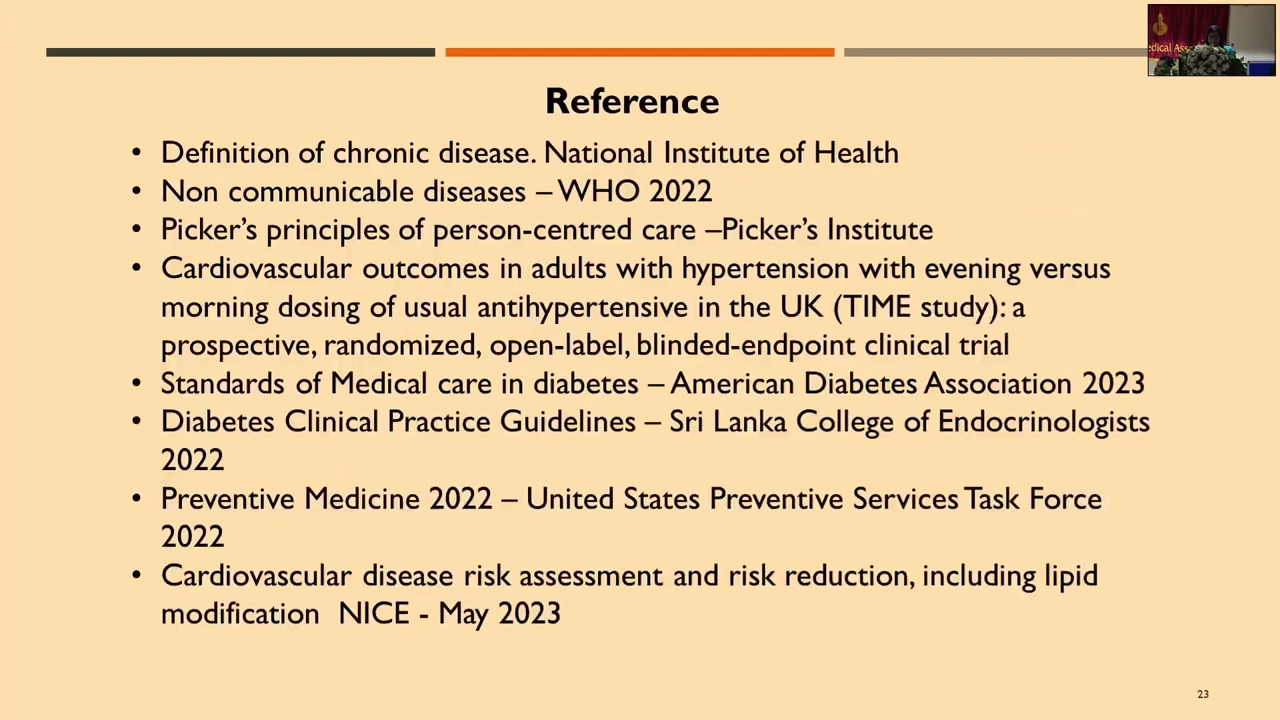 edical Ass
Reference
• Definition of chronic disease. National Institute of Health
• Non communicable diseases – WHO 2022
• Picker’s principles of person-centred care –Picker’s Institute
• Cardiovascular outcomes in adults with hypertension with evening versus
morning dosing of usual antihypertensive in the UK (TIME study): a
prospective, randomized, open-label, blinded-endpoint clinical trial
• Standards of Medical care in diabetes – American Diabetes Association 2023
• Diabetes Clinical Practice Guidelines – Sri Lanka College of Endocrinologists
2022
• Preventive Medicine 2022 – United States Preventive Services Task Force
2022
• Cardiovascular disease risk assessment and risk reduction, including lipid
modification  NICE - May 2023
23